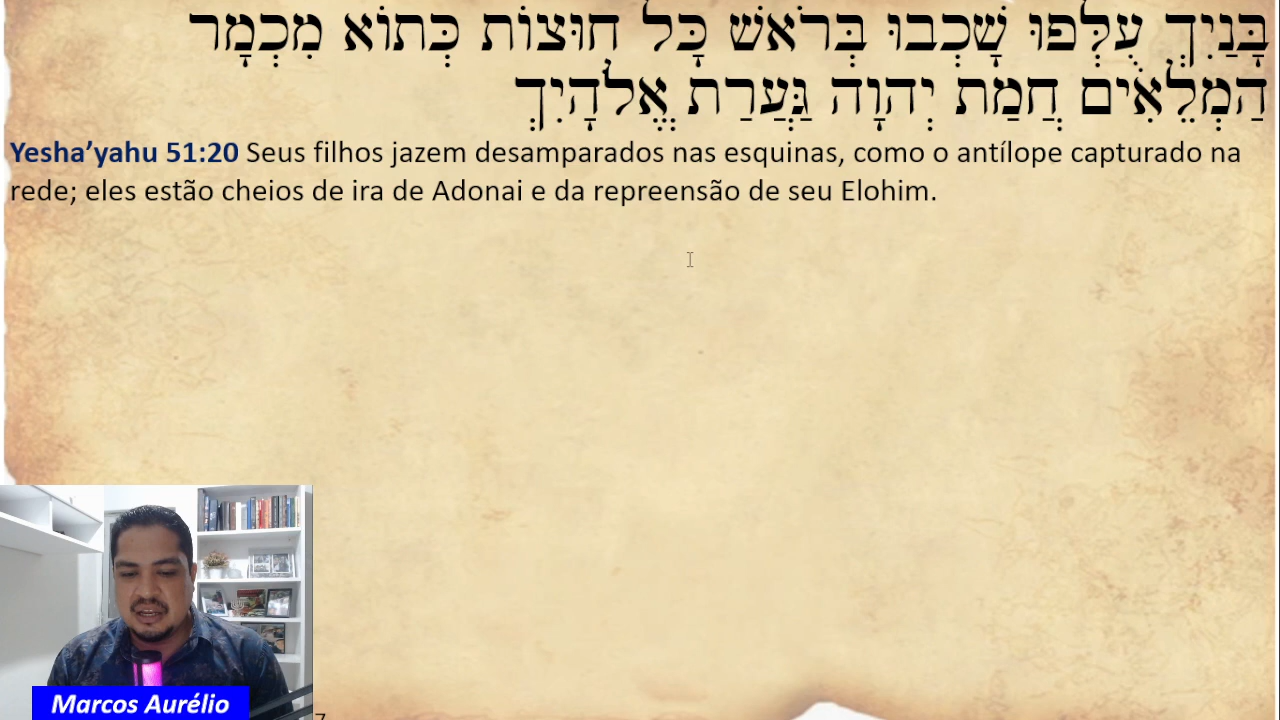 בָּנַיִךְ עֻלְּפוּ שָׁכְבוּ בְּרֹאשׁ כָּל חוּצוֹת כְּתוֹא מִכְמָר
הַמְלֵאִים חֲמַת יְהוָה גַּעֲרַת אֱלֹהָיִךְ
Yesha’yahu 51:20 Seus filhos jazem desamparados nas esquinas, como o antílope capturado na
rede; eles estão cheios de ira de Adonai e da repreensão de seu Elohim.
Marcos Aurélio